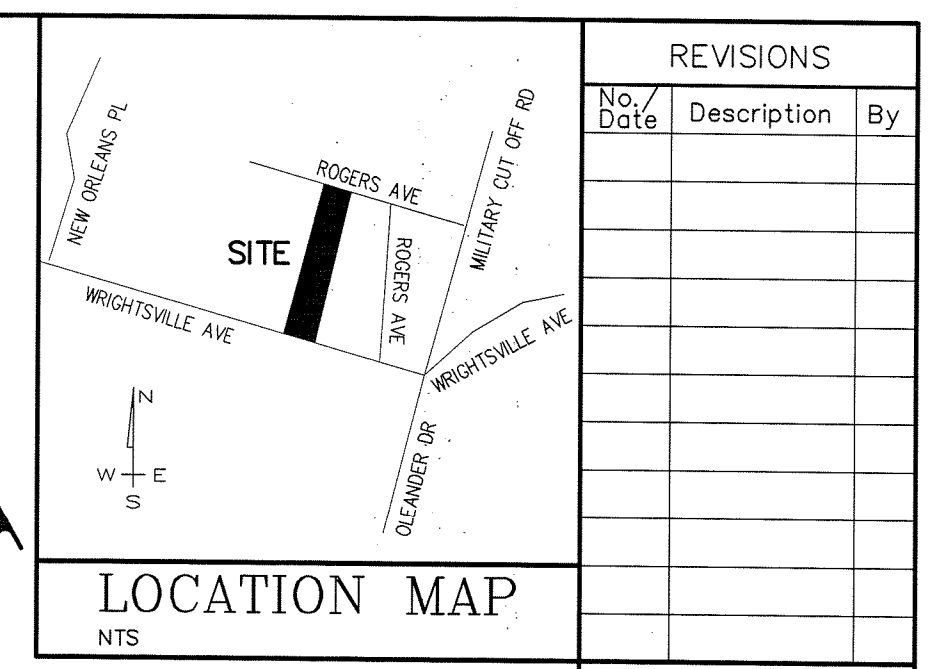 NEW ORLEANS PL
ROGERS AVE
MILITARY CUT OFF RD
SITE
ROGERS AVE
WRIGHTSVILLE AVE
WRIGHTSVILLE AVE
OLEANDER DR
N
W E
S
LOCATION MAP
NTS
REVISIONS
No./
Date
Description
By